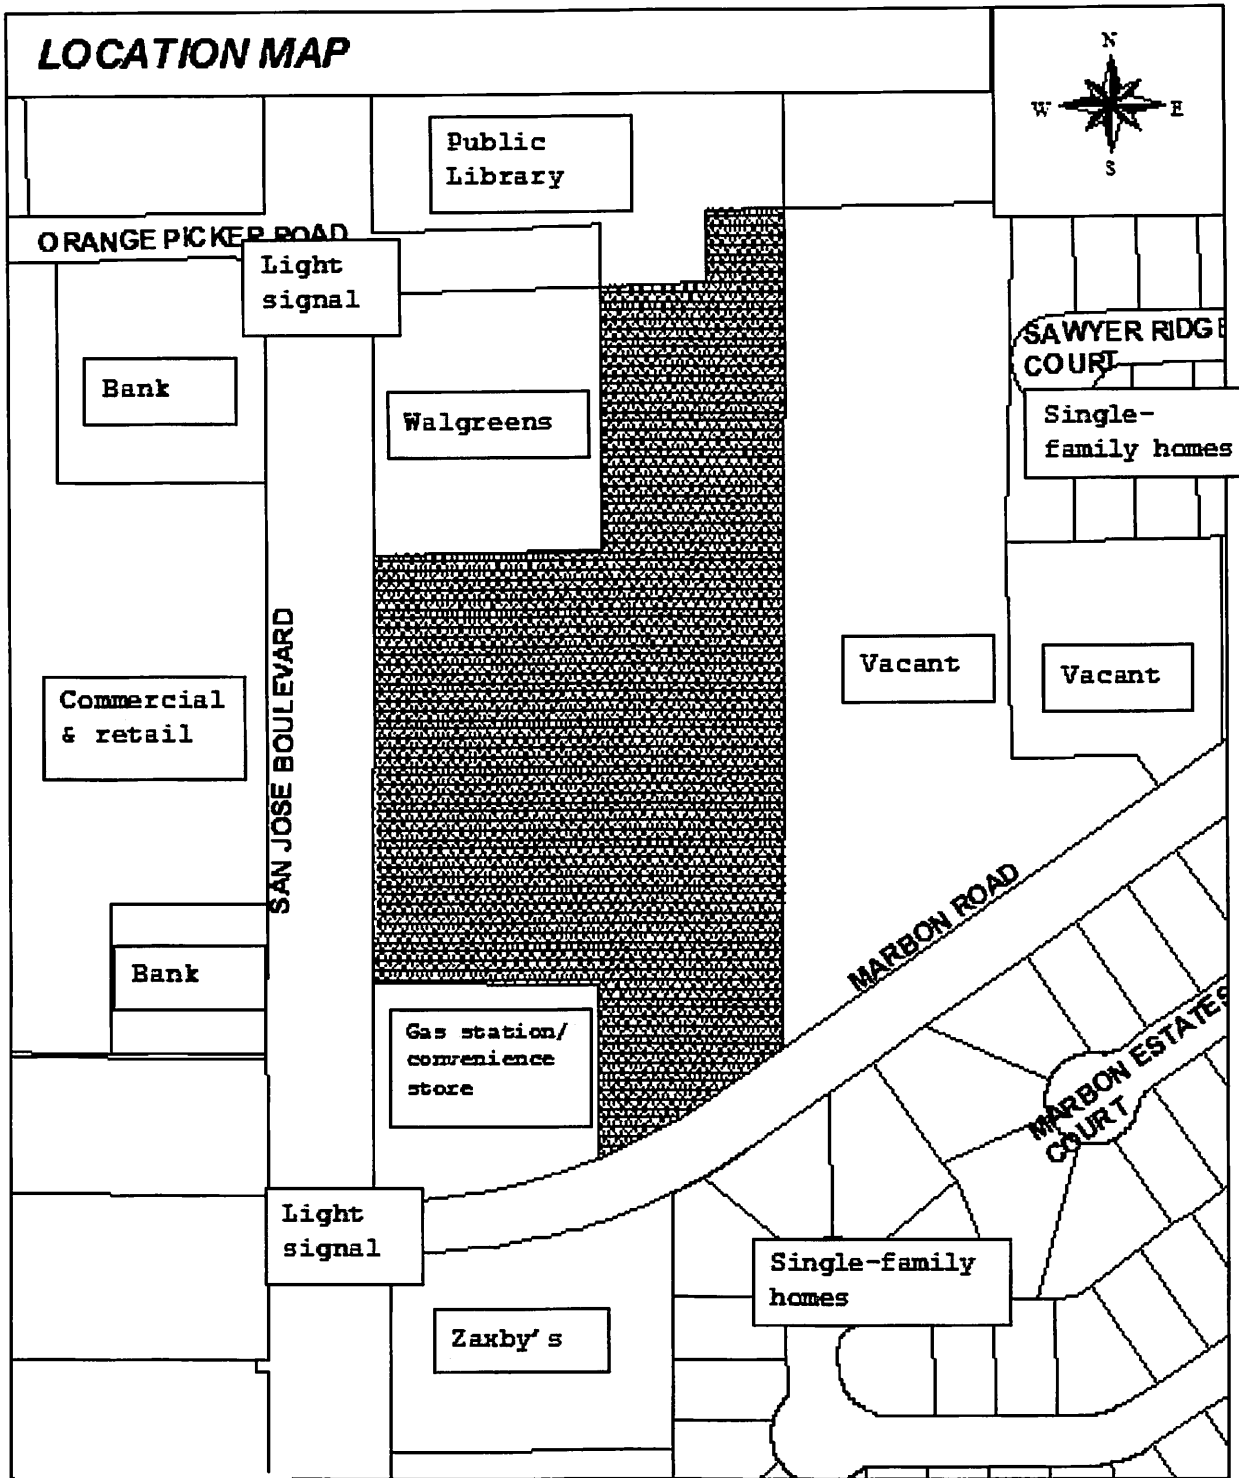 LOCATION MAP
N
W
E
S
Public
Library
ORANGE PICKER ROAD
Light
signal
SAWYER RIDGE
COURT
Bank
Walgreens
Single-
family homes
SAN JOSE BOULEVARD
Vacant
Vacant
Commercial
& retail
MARBON ROAD
Bank
Gas station/
convenience
store
MARBON ESTATES
COURT
Light
signal
Single-family
homes
Zaxby's